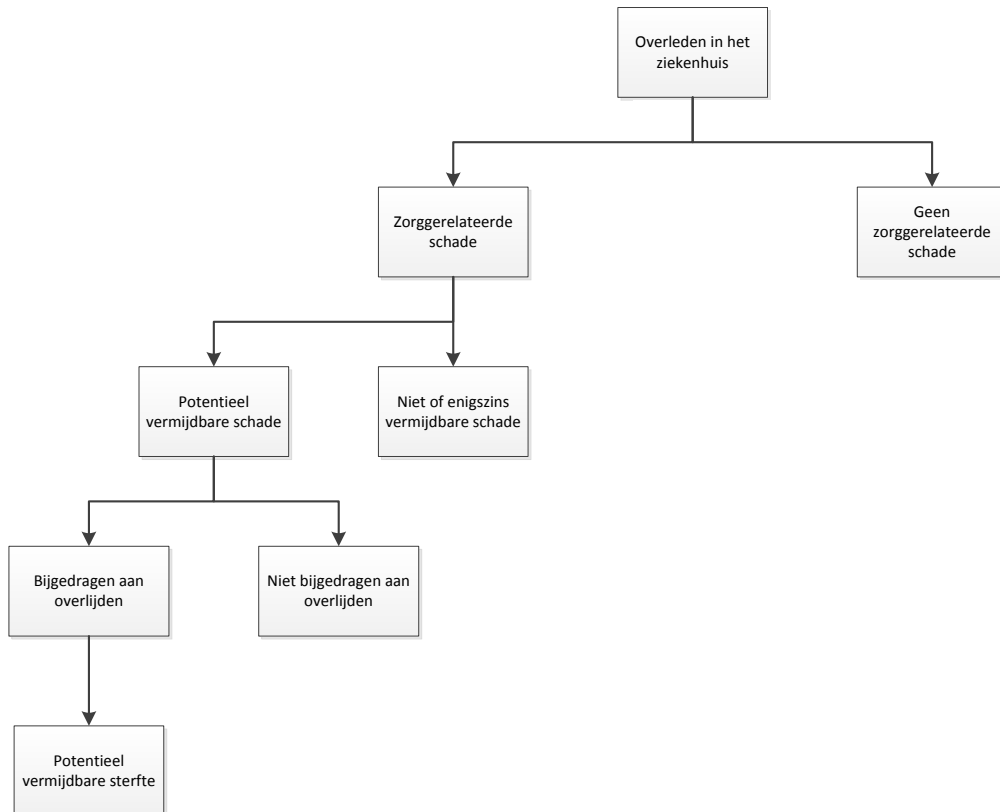 Overleden in het
ziekenhuis
Zorggerelateerde
schade
Geen
zorggerelateerde
schade
Potentieel
vermijdbare schade
Niet of enigszins
vermijdbare schade
Bijgedragen aan
overlijden
Niet bijgedragen aan
overlijden
Potentieel
vermijdbare sterfte